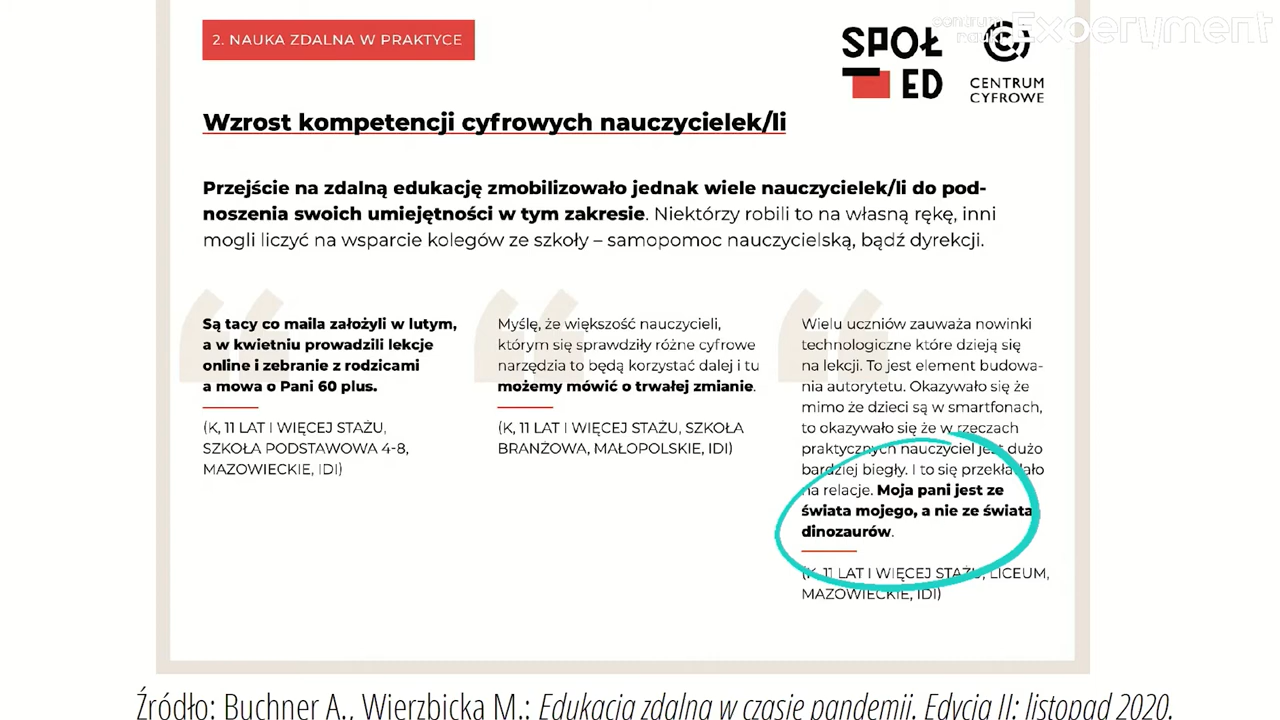 2. NAUKA ZDALNA W PRAKTYCE
SPOŁ
ED
CENTRUM
CYFROWE
centrum
nauki
Experyment
Wzrost kompetencji cyfrowych nauczycielek/li
Przejście na zdalną edukację zmobilizowało jednak wiele nauczycielek/li do pod-
noszenia swoich umiejętności w tym zakresie. Niektórzy robili to na własną rękę, inni
mogli liczyć na wsparcie kolegów ze szkoły – samopomoc nauczycielską, bądź dyrekcji.
Są tacy co maila założyli w lutym,
a w kwietniu prowadzili lekcje
online i zebranie z rodzicami
a mowa o Pani 60 plus.
(K, 11 LAT I WIĘCEJ STAŻU,
SZKOŁA PODSTAWOWA 4-8,
MAZOWIECKIE, IDI)
Myślę, że większość nauczycieli,
którym się sprawdziły różne cyfrowe
narzędzia to będą korzystać dalej i tu
możemy mówić o trwałej zmianie.
(K, 11 LAT I WIĘCEJ STAŻU, SZKOŁA
BRANŻOWA, MAŁOPOLSKIE, IDI)
Wielu uczniów zauważa nowinki
technologiczne które dzieją się
na lekcji. To jest element budowa-
nia autorytetu. Okazywało się że
mimo że dzieci są w smartfonach,
to okazywało się że w rzeczach
praktycznych nauczyciel jest dużo
bardziej biegły. I to się przekładało
na relacje. Moja pani jest ze
świata mojego, a nie ze świata
dinozaurów.
(K, 11 LAT I WIĘCEJ STAŻU, LICEUM,
MAZOWIECKIE, IDI)
Źródło: Buchner A., Wierzbicka M.: Edukacja zdalna w czasie pandemii. Edycja II: listopad 2020.